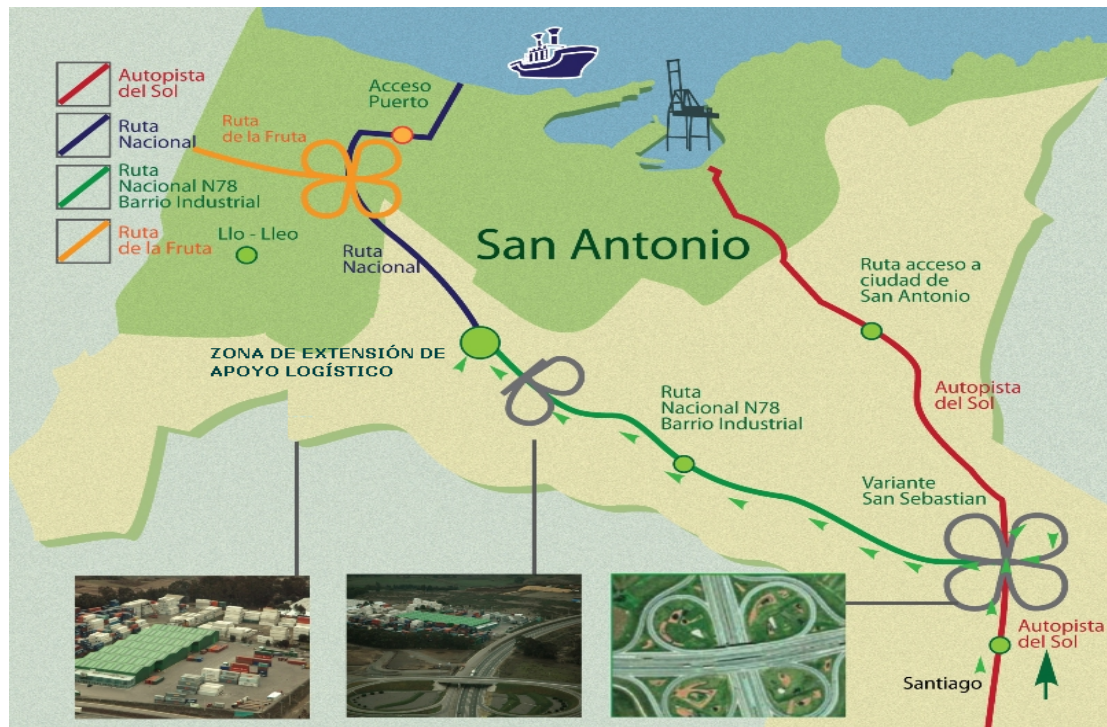 Autopista
del Sol
Ruta
Nacional
Ruta
Nacional N78
Barrio Industrial
Ruta
de la Fruta
Ruta
de la Fruta
Acceso
Puerto
Llo - Lleo
Ruta
Nacional
San Antonio
Ruta acceso a
ciudad de
San Antonio
ZONA DE EXTENSIÓN DE
APOYO LOGÍSTICO
Ruta
Nacional N78
Barrio Industrial
Autopista
del Sol
Variante
San Sebastian
Autopista
del Sol
Santiago